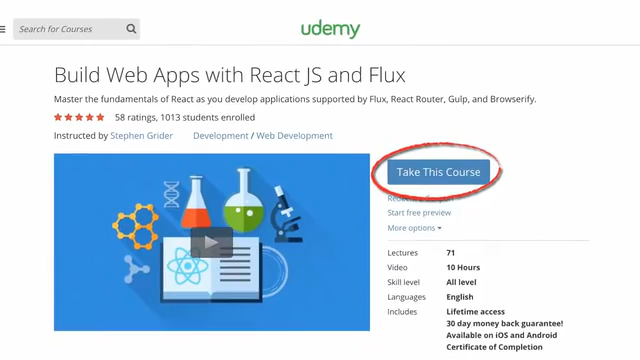 Search for Courses
udemy
Build Web Apps with React JS and Flux
Master the fundamentals of React as you develop applications supported by Flux, React Router, Gulp, and Browserify.
58 ratings, 1013 students enrolled
Instructed by Stephen Grider Development / Web Development
Take This Course
Start free preview
More options
Lectures 71
Video 10 Hours
Skill level All level
Languages English
Includes Lifetime access
30 day money back guarantee!
Available on iOS and Android
Certificate of Completion